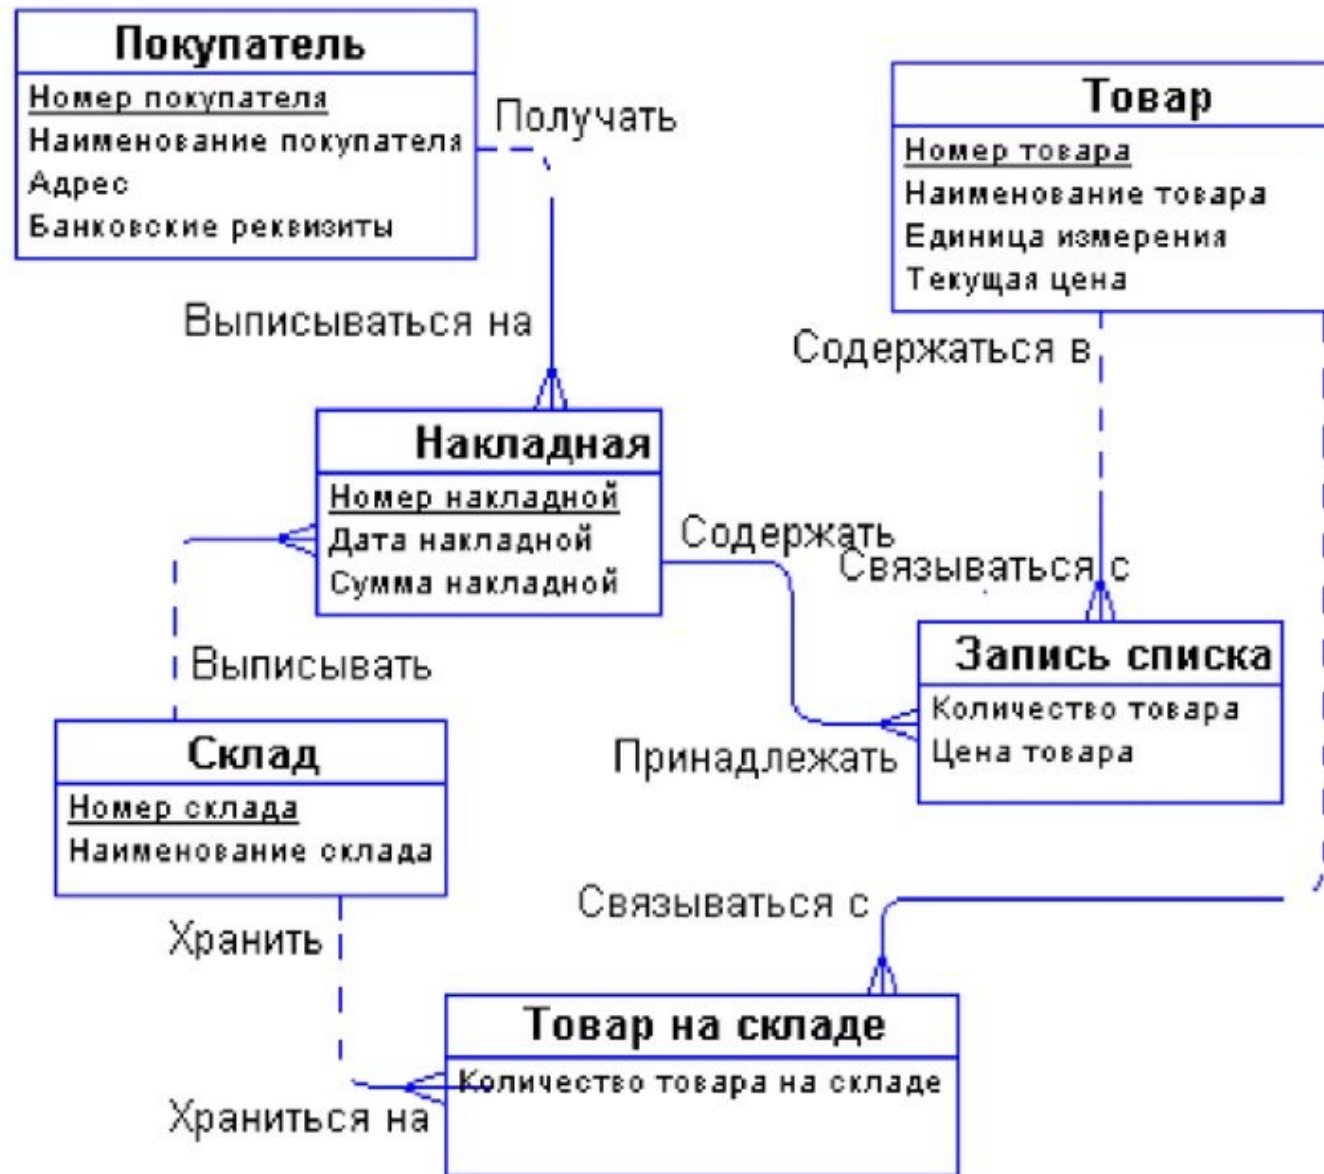 Покупатель
Номер покупателя
Наименование покупателя
Адрес
Банковские реквизиты
Получать
Товар
Номер товара
Наименование товара
Единица измерения
Текущая цена
Выписываться на
Содержаться в
Накладная
Номер накладной
Дата накладной
Сумма накладной
Содержать
Связываться с
Выписывать
Запись списка
Количество товара
Цена товара
Принадлежать
Склад
Номер склада
Наименование склада
Хранить
Связываться с
Товар на складе
Количество товара на складе
Храниться на